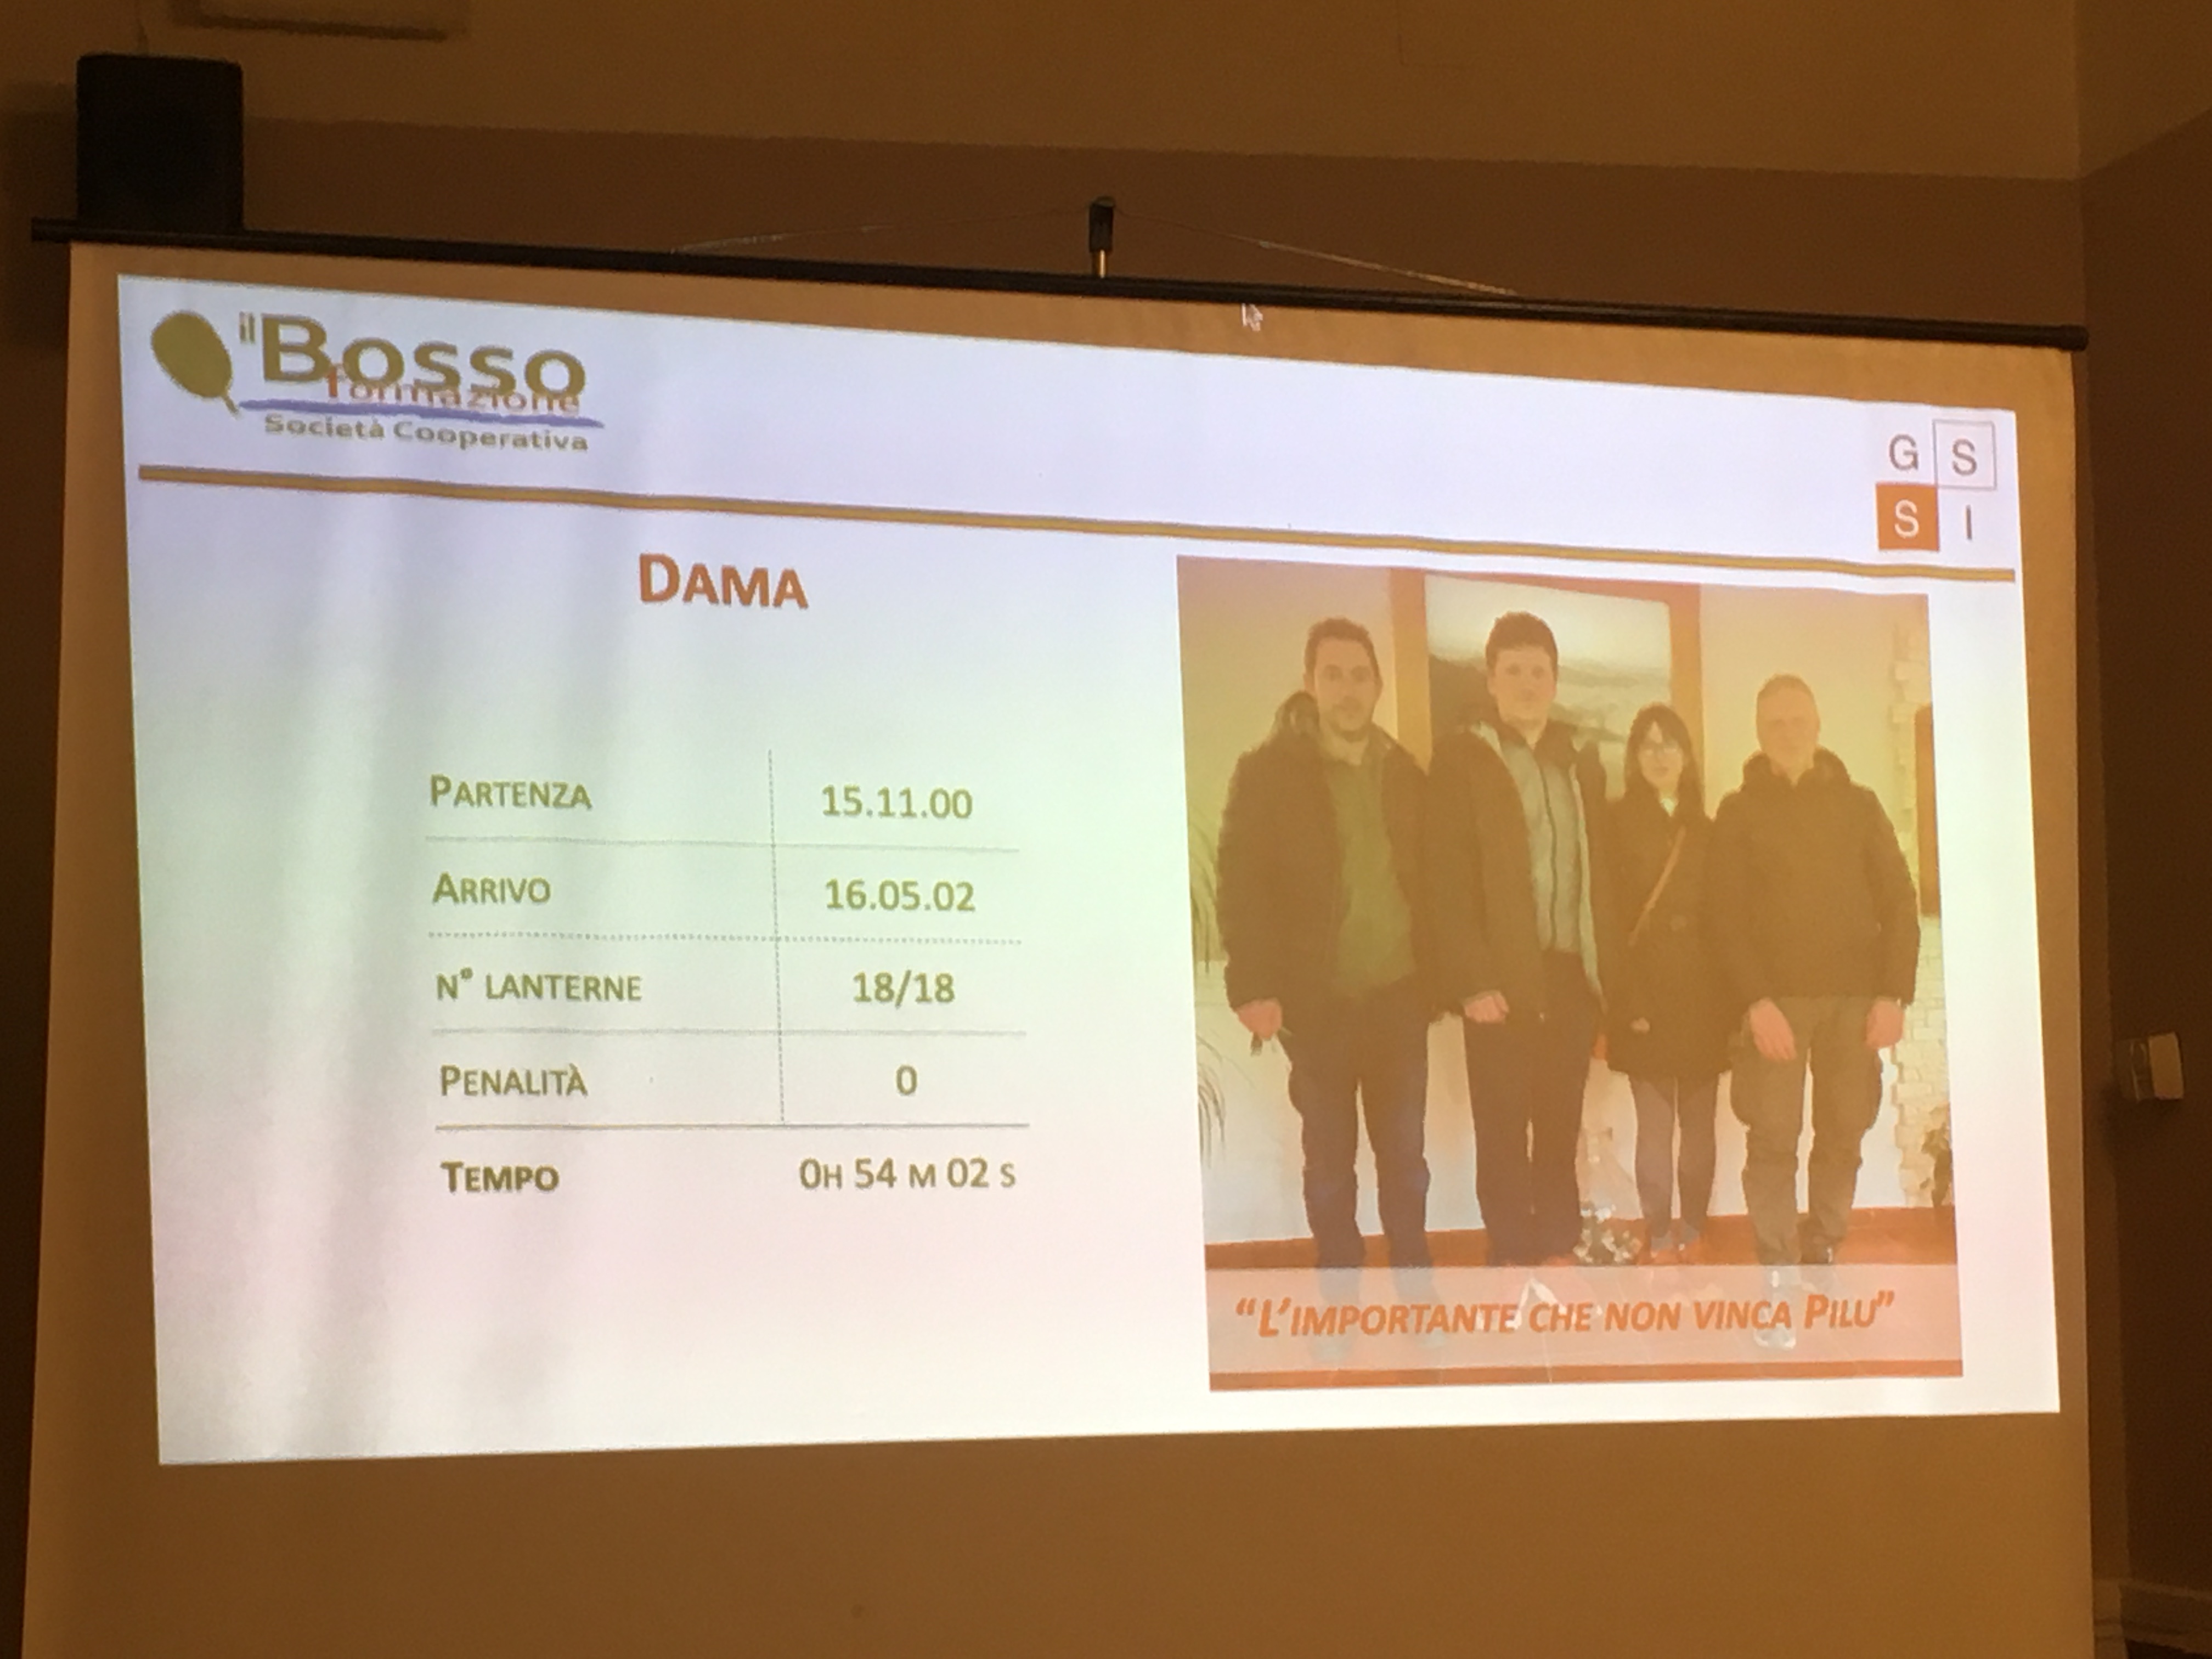 il Bosso
formazione
Società Cooperativa
G S
S I
DAMA
PARTENZA 15.11.00
ARRIVO 16.05.02
N° LANTERNE 18/18
PENALITÀ 0
TEMPO 0H 54 M 02 S
“L’IMPORTANTE CHE NON VINCA PILU”